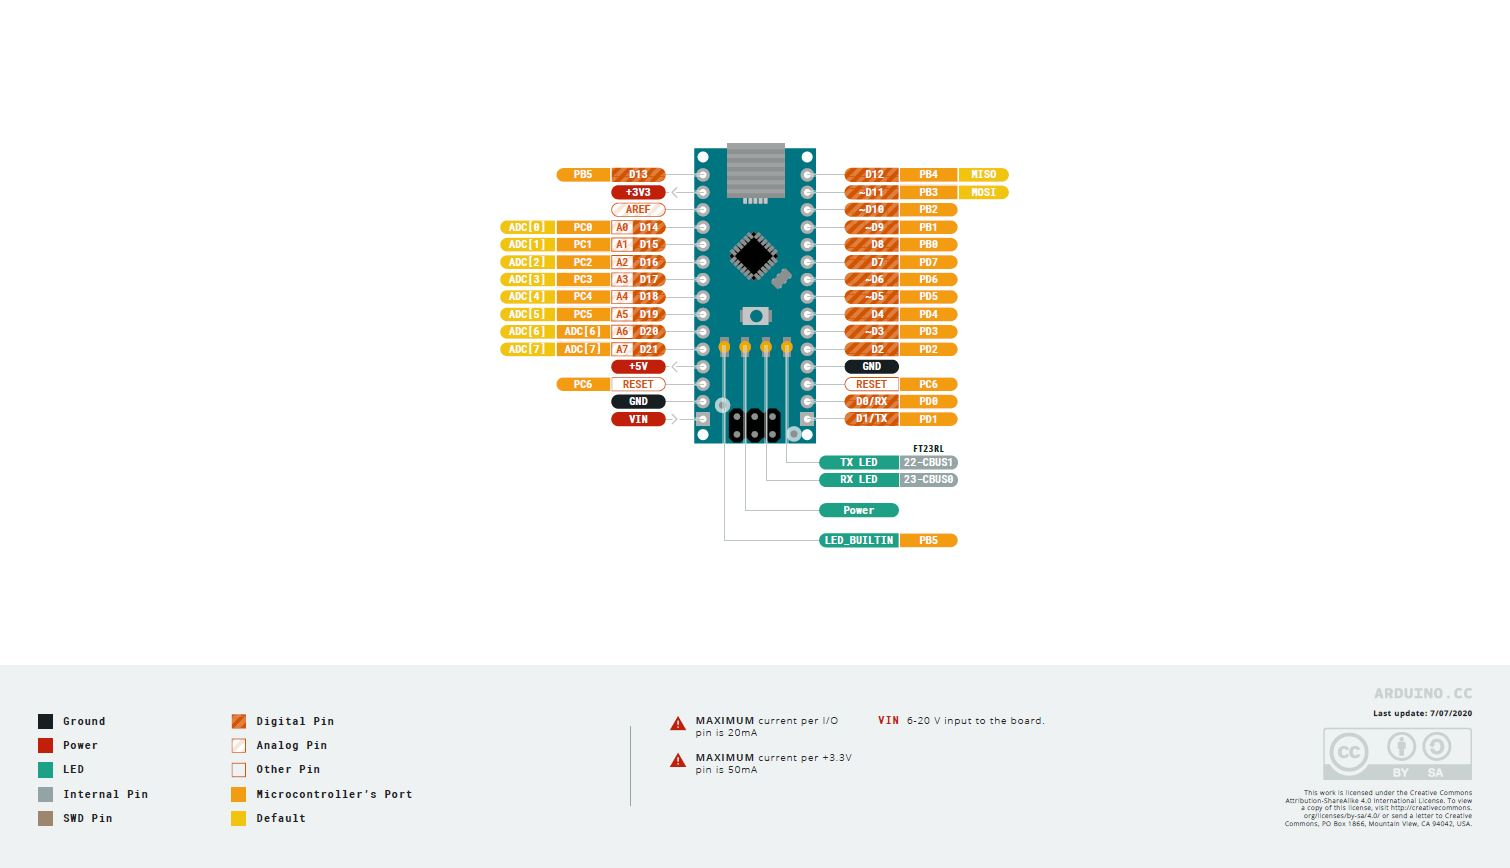 PB5 D13
D12 PB4 MISO
+3V3
~D11 PB3 MOSI
AREF
~D10 PB2
ADC[0] PC0 A0 D14
~D9 PB1
ADC[1] PC1 A1 D15
D8 PB0
ADC[2] PC2 A2 D16
D7 PD7
ADC[3] PC3 A3 D17
~D6 PD6
ADC[4] PC4 A4 D18
~D5 PD5
ADC[5] PC5 A5 D19
D4 PD4
ADC[6] ADC[6] A6 D20
~D3 PD3
ADC[7] ADC[7] A7 D21
D2 PD2
+5V
GND
PC6 RESET
RESET PC6
GND
D0/RX PD0
VIN
D1/TX PD1
FT23RL
TX LED 22-CBUS1
RX LED 23-CBUS0
Power
LED_BUILTIN PB5
Ground
Power
LED
Internal Pin
SWD Pin
Digital Pin
Analog Pin
Other Pin
Microcontroller's Port
Default
MAXIMUM current per I/O
pin is 20mA
MAXIMUM current per +3.3V
pin is 50mA
VIN 6-20 V input to the board.
ARDUINO.CC
Last update: 7/07/2020
CC
BY SA
This work is licensed under the Creative Commons
Attribution-ShareAlike 4.0 International License. To view
a copy of this license, visit http://creativecommons.
org/licenses/by-sa/4.0/ or send a letter to Creative
Commons, PO Box 1866, Mountain View, CA 94042, USA.